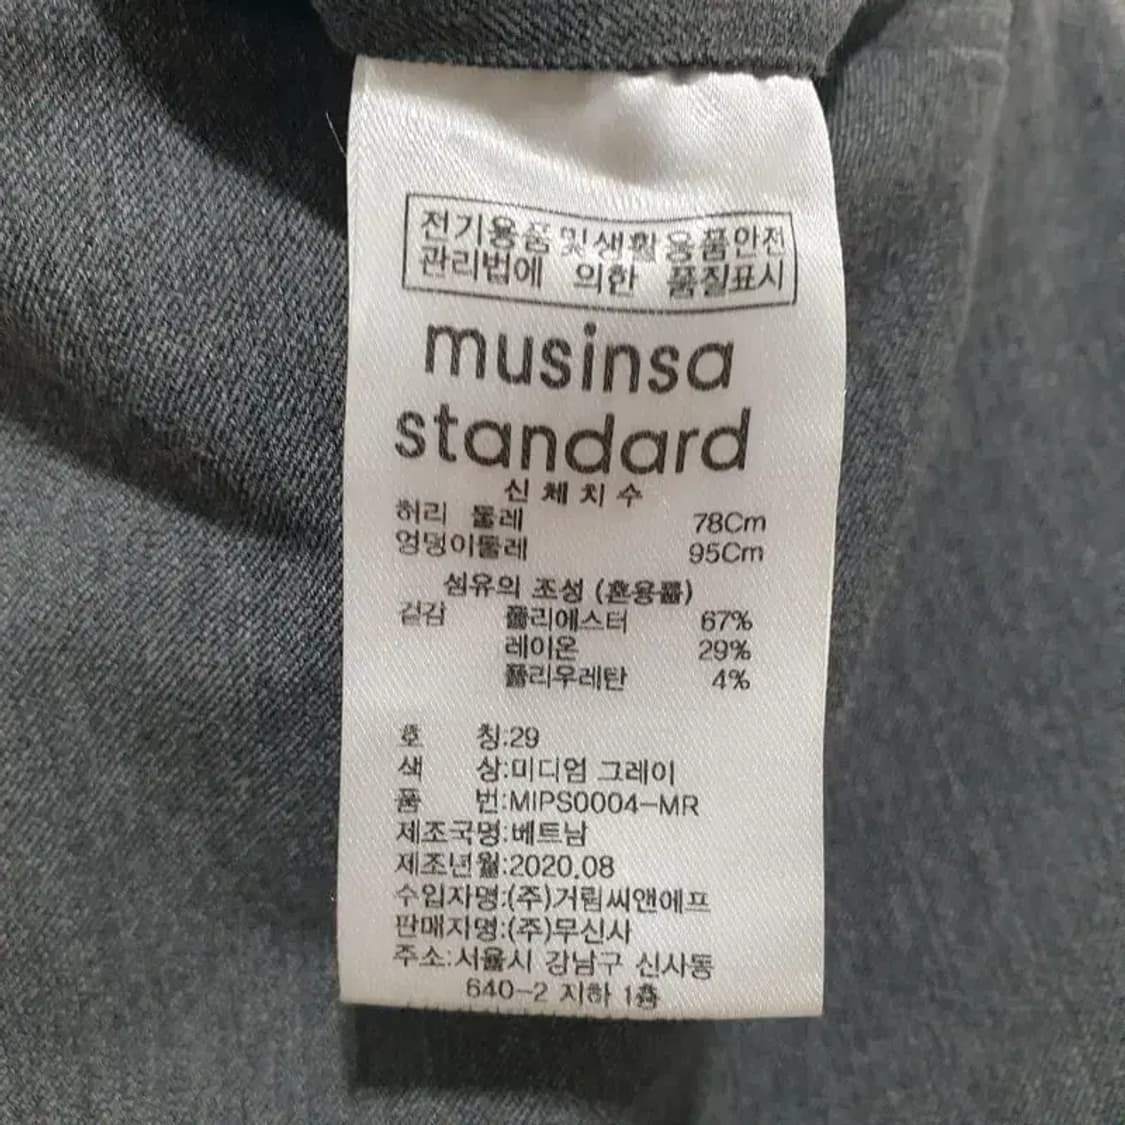 전기용품 및 생활용품안전
관리법에 의한 품질표시
musinsa
standard
신체치수
허리 둘레 78Cm
엉덩이둘레 95Cm
섬유의 조성 (혼용률)
겉감 폴리에스터 67%
레이온 29%
폴리우레탄 4%
호 칭:29
색 상:미디엄 그레이
품 번:MIPS0004-MR
제조국명:베트남
제조년월:2020.08
수입자명:(주)거림씨앤에프
판매자명:(주)무신사
주소:서울시 강남구 신사동
640-2 지하 1층